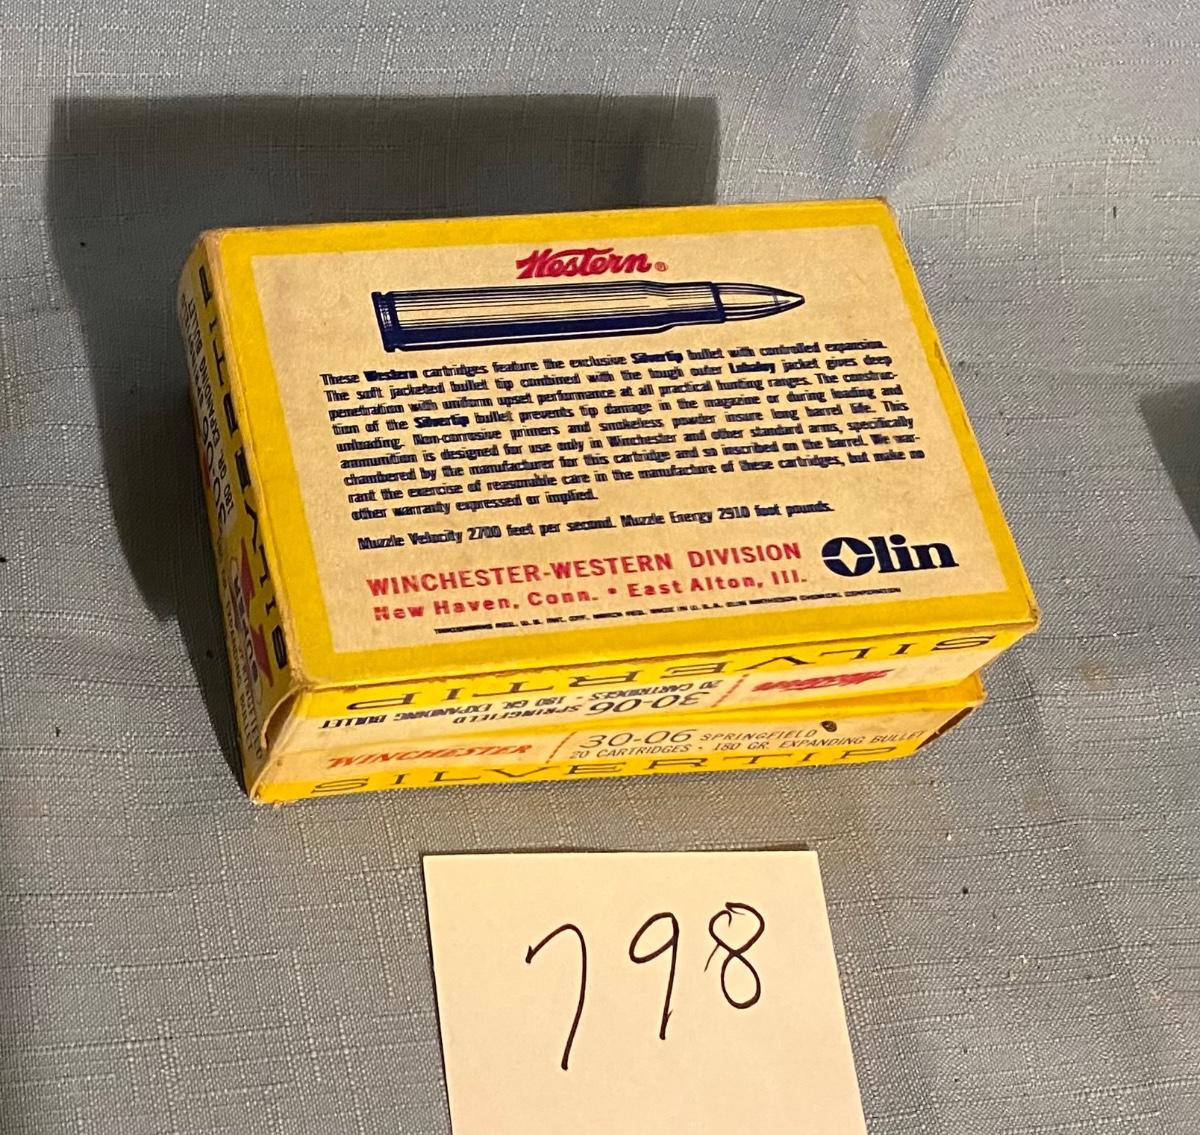 Western®
These Western cartridges feature the exclusive Silvertip bullet with controlled expansion.
The soft jacketed bullet tip combined with the tough outer Lubaloy jacket gives deep
penetration with uniform upset performance at all practical hunting ranges. The construc-
tion of the Silvertip bullet prevents tip damage in the magazine or during loading and
unloading. Non-corrosive primers and smokeless powder insure long barrel life. This
ammunition is designed for use only in Winchester and other standard arms, specifically
chambered by the manufacturer for this cartridge and so inscribed on the barrel. We war-
rant the exercise of reasonable care in the manufacture of these cartridges, but make no
other warranty expressed or implied.
Muzzle Velocity 2700 feet per second. Muzzle Energy 2910 foot pounds.
WINCHESTER-WESTERN DIVISION
New Haven, Conn. • East Alton, Ill.
Olin
SILVERTIP
Western
30-06 SPRINGFIELD
20 CARTRIDGES • 180 GR. EXPANDING BULLET
WINCHESTER
30-06 SPRINGFIELD
20 CARTRIDGES • 180 GR. EXPANDING BULLET
SILVERTIP
SILVERTIP
30-06
798